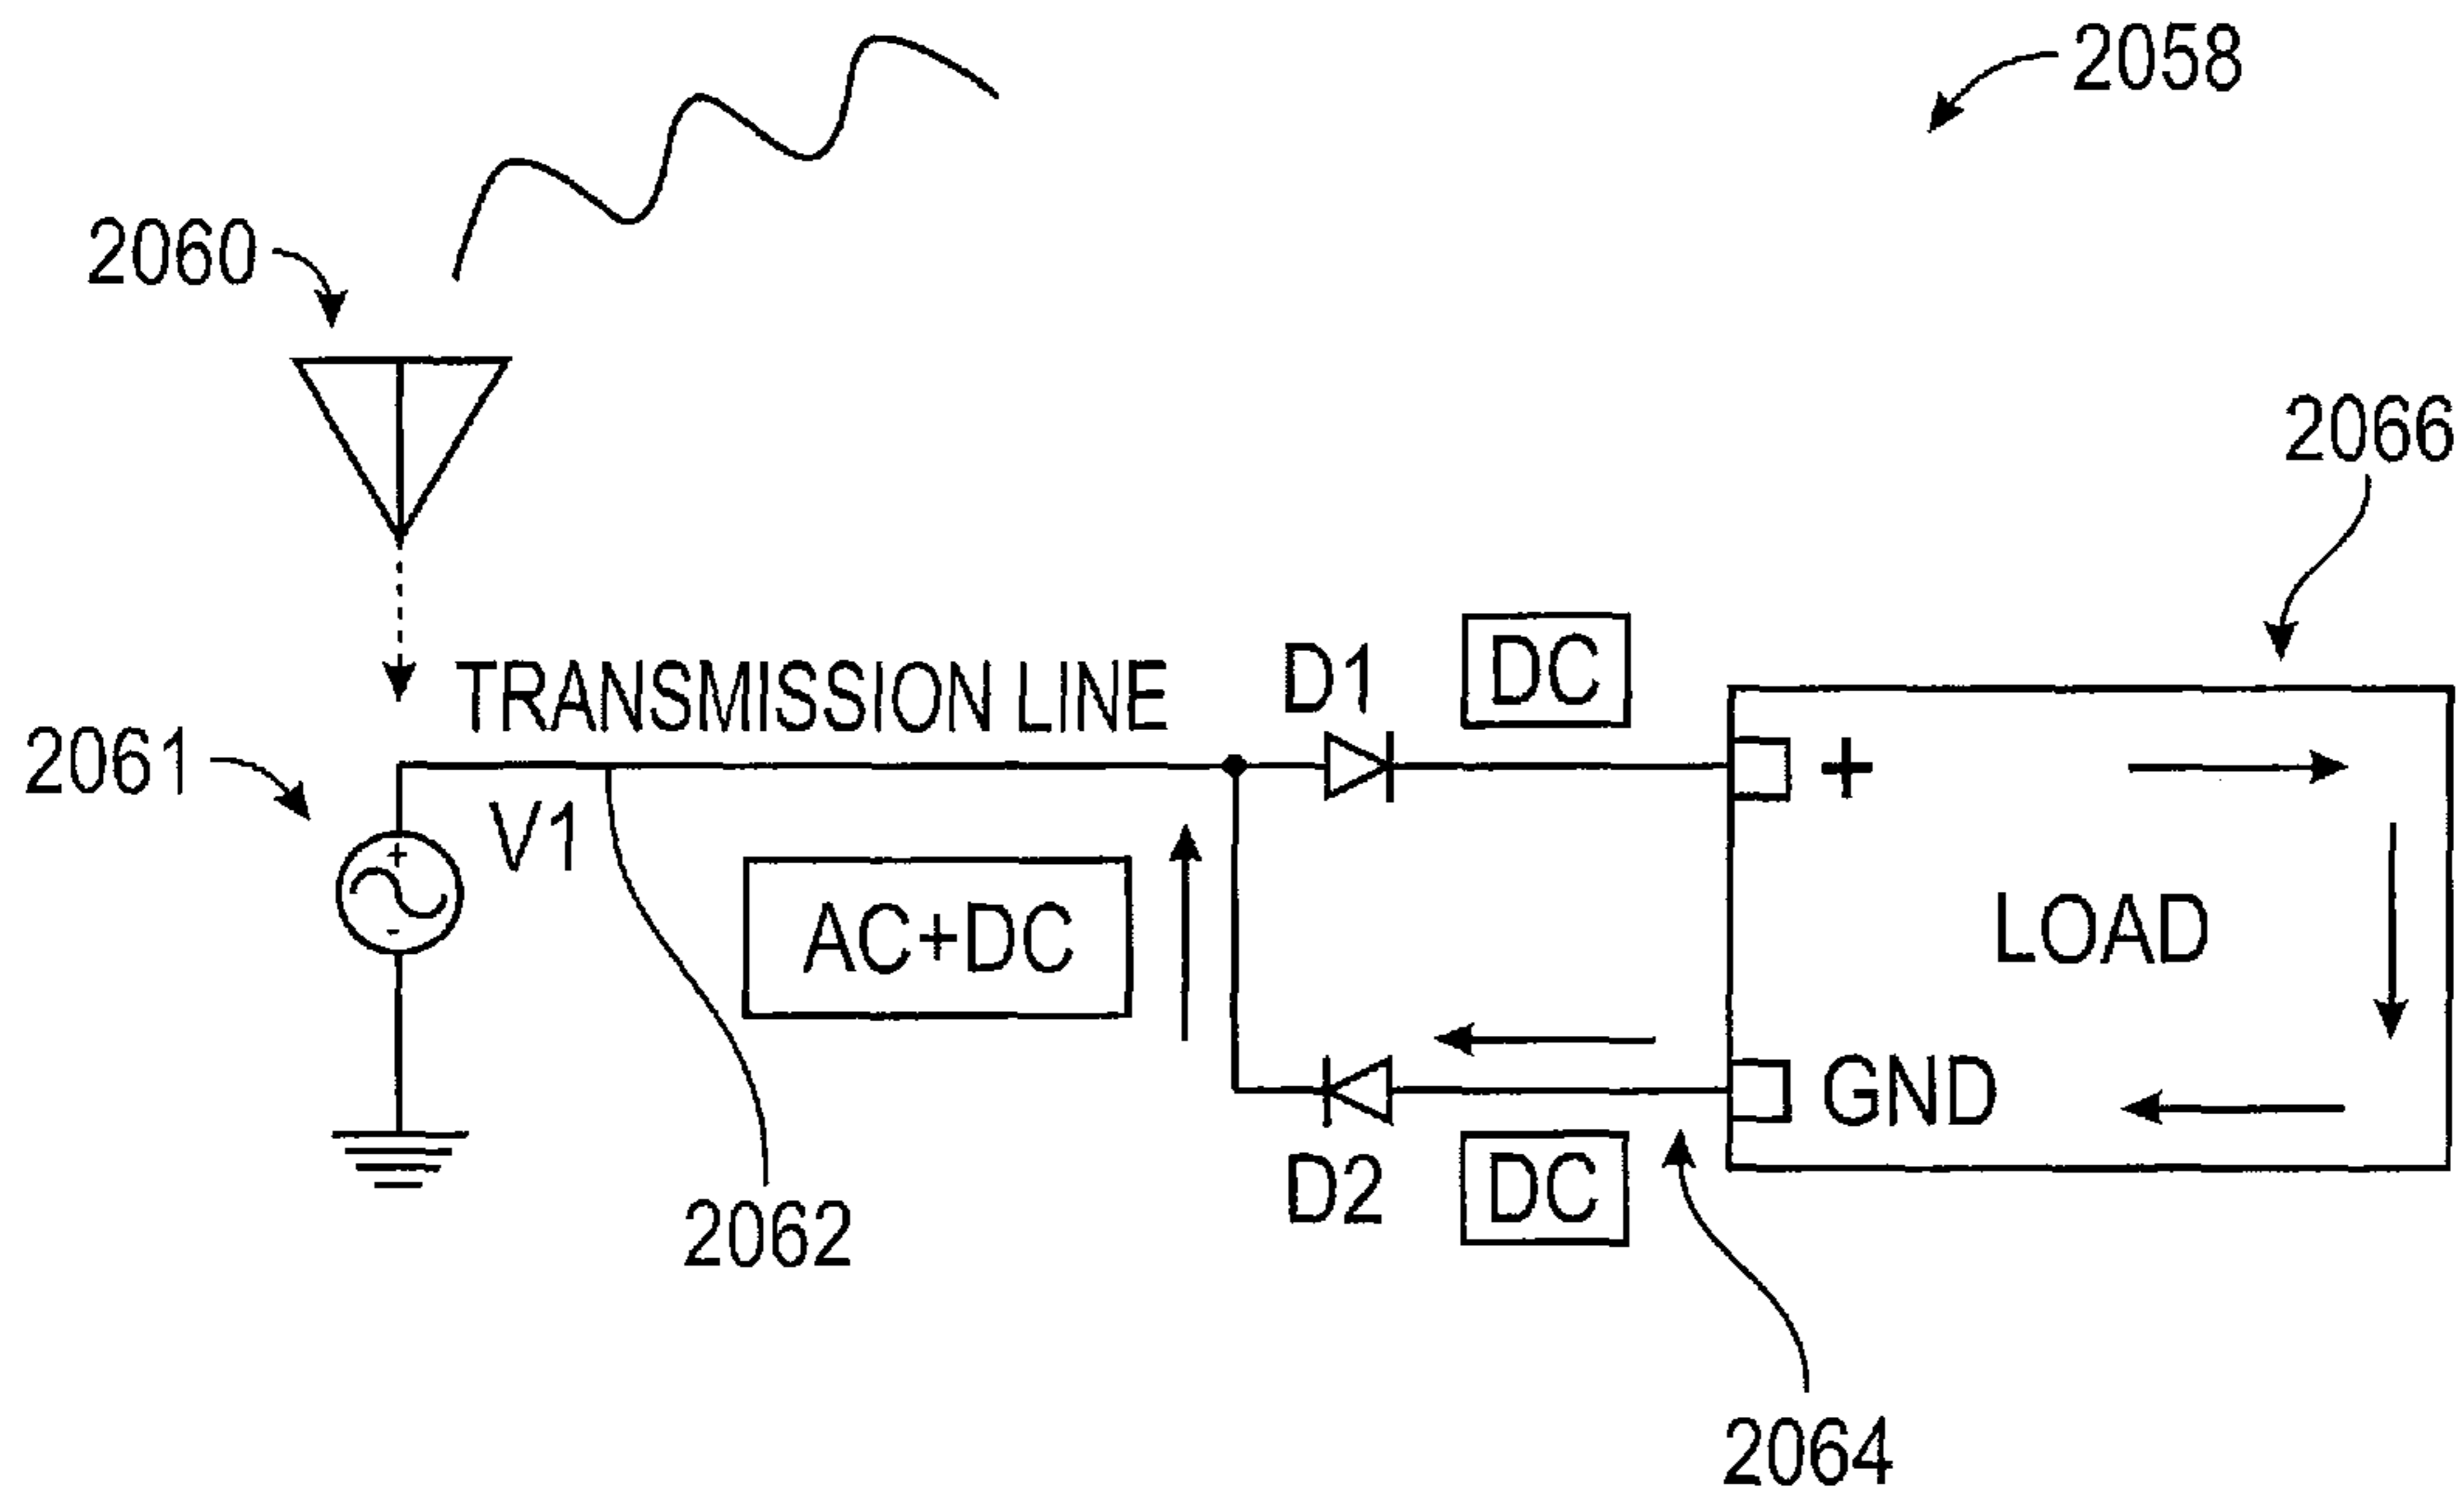 2058
2060
2066
TRANSMISSION LINE
D1
DC
2061
V1
+
+
-
AC+DC
LOAD
GND
D2
DC
2062
2064